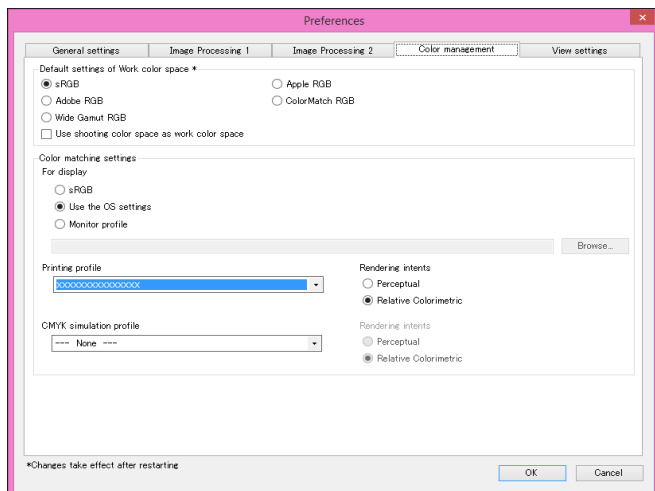 Preferences
General settings Image Processing 1 Image Processing 2 Color management View settings
Default settings of Work color space *
sRGB Apple RGB
Adobe RGB ColorMatch RGB
Wide Gamut RGB
Use shooting color space as work color space
Color matching settings
For display
sRGB
Use the OS settings
Monitor profile
Browse...
Printing profile Rendering intents
XXXXXXXXXXXXXXX Perceptual
Relative Colorimetric
CMYK simulation profile Rendering intents
--- None --- Perceptual
Relative Colorimetric
*Changes take effect after restarting
OK Cancel